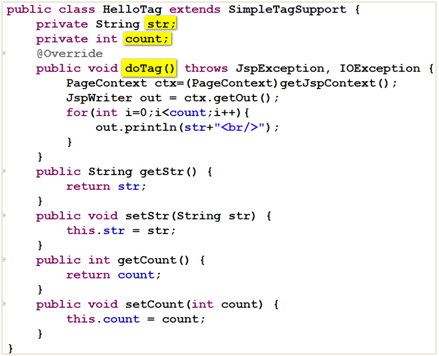 public class HelloTag extends SimpleTagSupport {
    private String str;
    private int count;
    @Override
    public void doTag() throws JspException, IOException {
        PageContext ctx=(PageContext)getJspContext();
        JspWriter out = ctx.getOut();
        for(int i=0;i<count;i++){
            out.println(str+"<br/>");
        }
    }
    public String getStr() {
        return str;
    }
    public void setStr(String str) {
        this.str = str;
    }
    public int getCount() {
        return count;
    }
    public void setCount(int count) {
        this.count = count;
    }
}